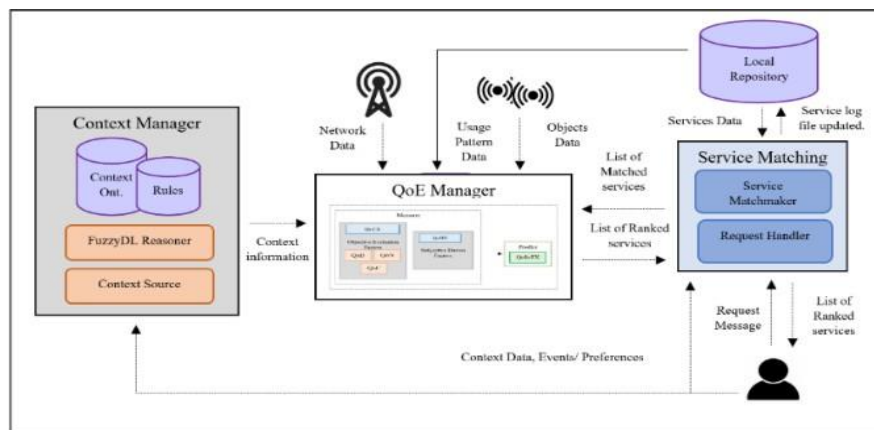 Local
Repository
Service log
file updated.
Services Data
Context Manager
Context
Ont.
Rules
FuzzyDL Reasoner
Context Source
Network
Data
Usage
Pattern
Data
Objects
Data
Context
information
QoE Manager
Measure
Predict
List of
Matched
services
List of Ranked
services
Service Matching
Service
Matchmaker
Request Handler
Request
Message
List of
Ranked
services
Context Data, Events/ Preferences